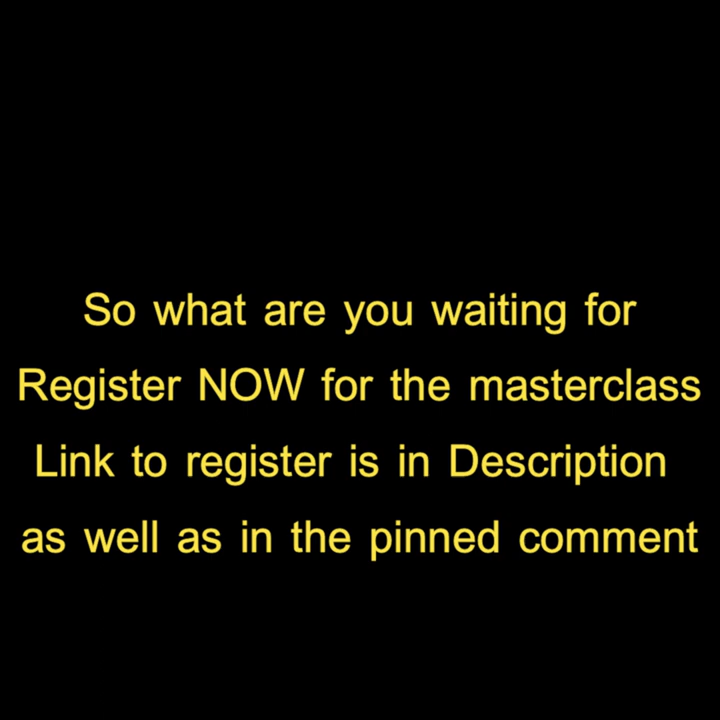 So what are you waiting for
Register NOW for the masterclass
Link to register is in Description
as well as in the pinned comment